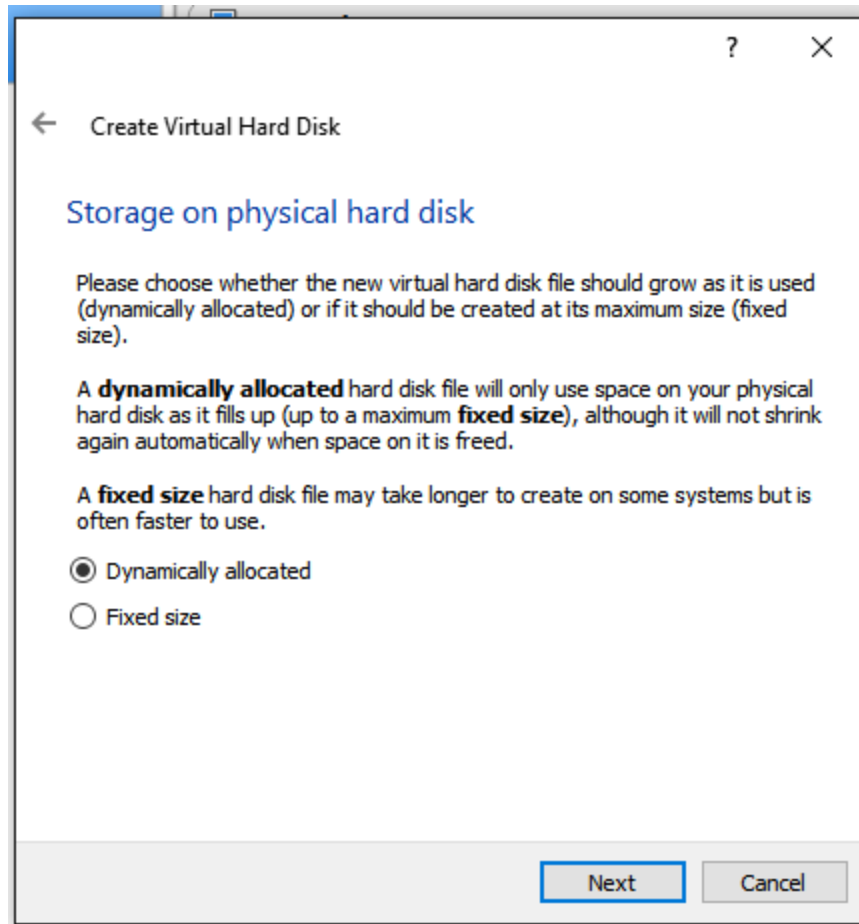 ?
Create Virtual Hard Disk
Storage on physical hard disk
Please choose whether the new virtual hard disk file should grow as it is used
(dynamically allocated) or if it should be created at its maximum size (fixed
size).
A dynamically allocated hard disk file will only use space on your physical
hard disk as it fills up (up to a maximum fixed size), although it will not shrink
again automatically when space on it is freed.
A fixed size hard disk file may take longer to create on some systems but is
often faster to use.
Dynamically allocated
Fixed size
Next Cancel